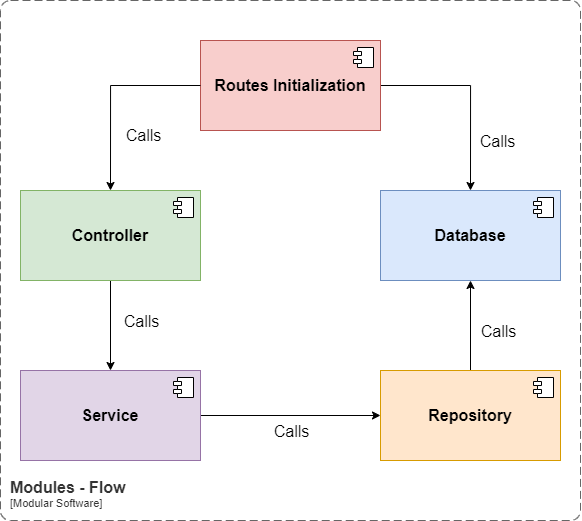 Routes Initialization
Calls
Calls
Controller
Database
Calls
Calls
Service
Repository
Calls
Modules - Flow
[Modular Software]